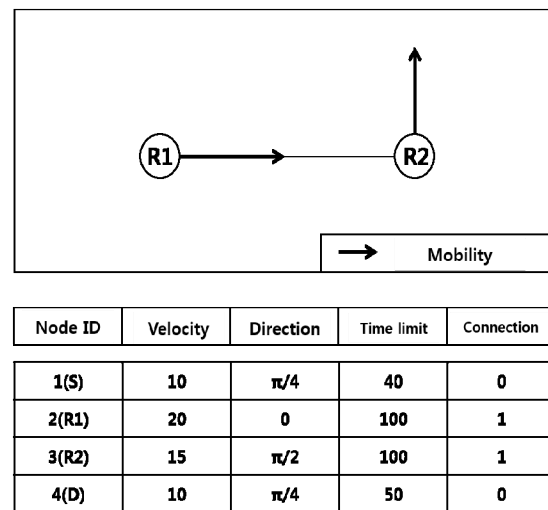 R1 R2
Mobility
Node ID Velocity Direction Time limit Connection
1(S) 10 π/4 40 0
2(R1) 20 0 100 1
3(R2) 15 π/2 100 1
4(D) 10 π/4 50 0